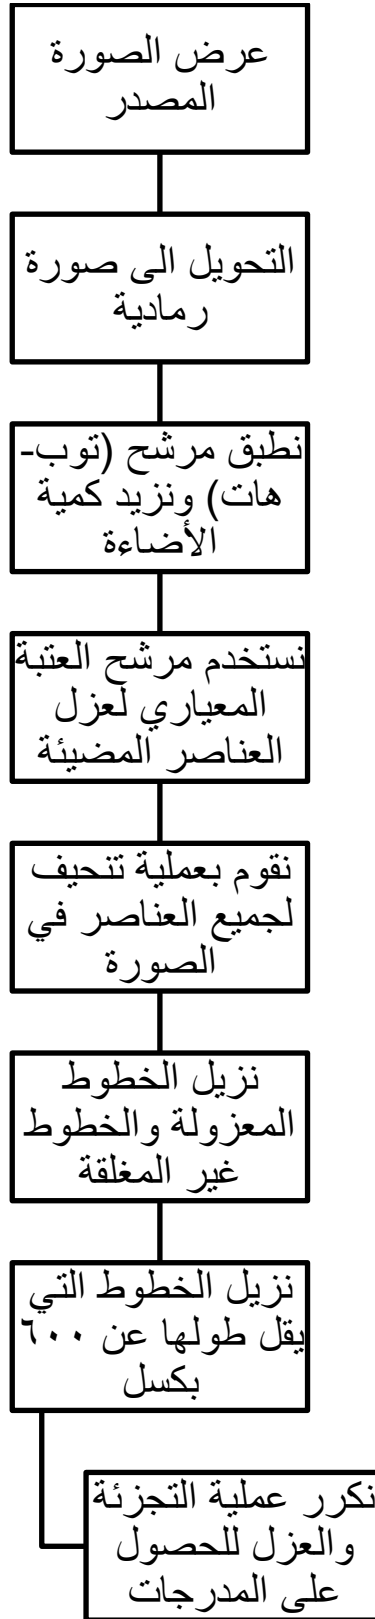 عرض الصورة
المصدر
التحويل الى صورة
رمادية
نطبق مرشح (توب-
هات) ونزيد كمية
الأضاءة
نستخدم مرشح العتبة
المعياري لعزل
العناصر المضيئة
نقوم بعملية تنحيف
لجميع العناصر في
الصورة
نزيل الخطوط
المعزولة والخطوط
غير المغلقة
نزيل الخطوط التي
يقل طولها عن ٦٠٠
بكسل
نكرر عملية التجزئة
والعزل للحصول
على المدرجات